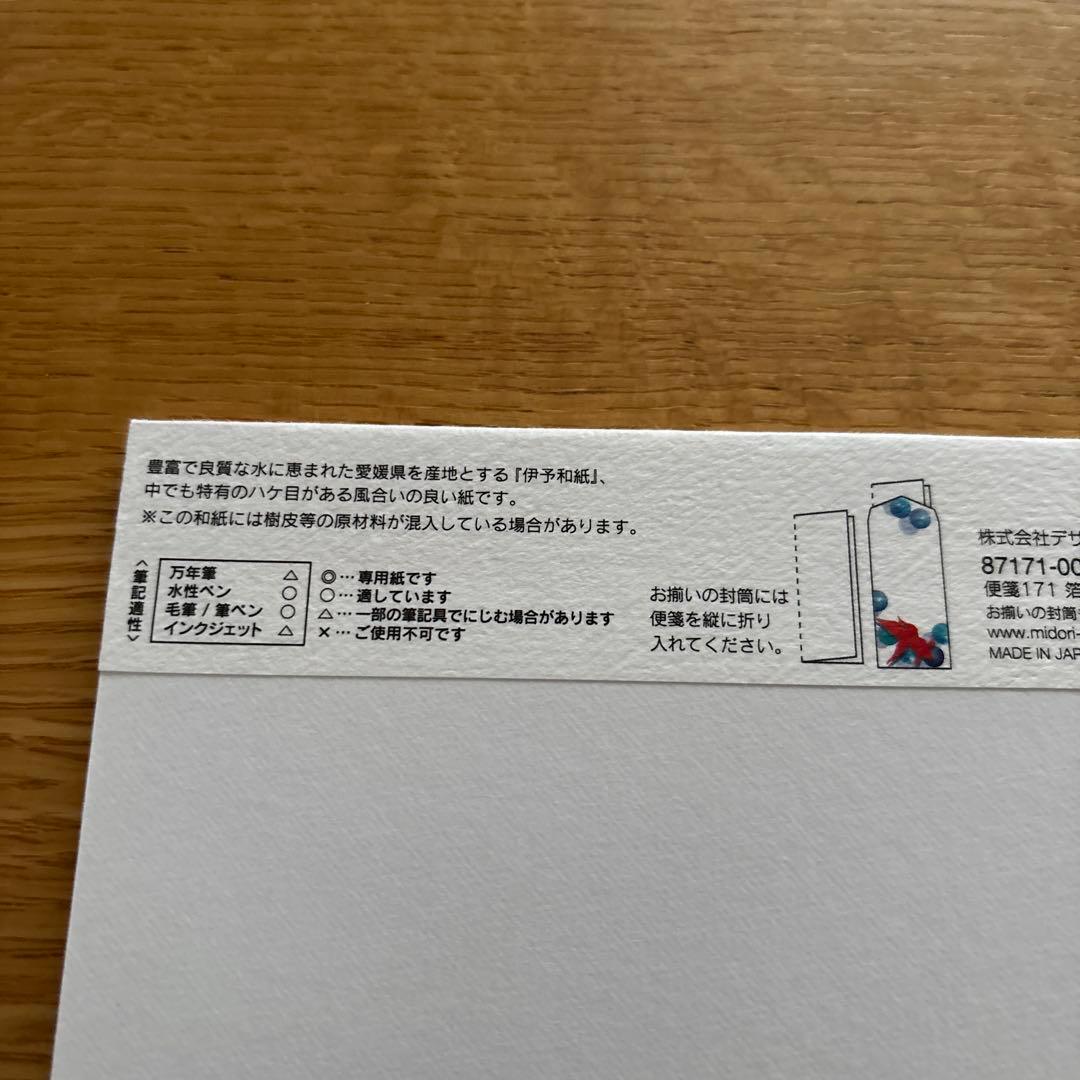 豊富で良質な水に恵まれた愛媛県を産地とする『伊予和紙』、
中でも特有のハケ目がある風合いの良い紙です。
※この和紙には樹皮等の原材料が混入している場合があります。
〈筆記適性〉
万年筆 △
水性ペン ○
毛筆 / 筆ペン ○
インクジェット △
◎…専用紙です
○…適しています
△…一部の筆記具でにじむ場合があります
×…ご使用不可です
お揃いの封筒には
便箋を縦に折り
入れてください。
株式会社デザ
87171-00
便箋171 箔
お揃いの封筒
www.midori-
MADE IN JAP